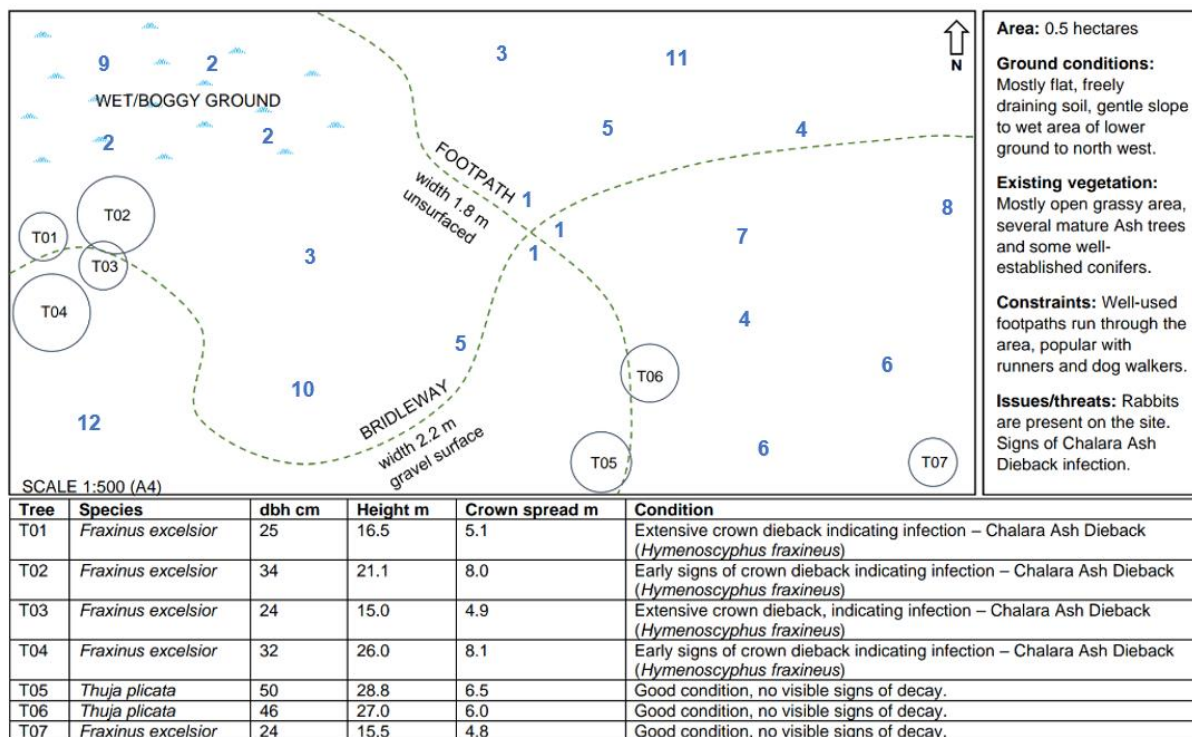 9
2
3
11
N
WET/BOGGY GROUND
2
2
5
4
FOOTPATH
width 1.8 m
unsurfaced
1
1
1
8
7
T02
T01
T03
3
T04
4
5
T06
6
10
BRIDLEWAY
width 2.2 m
gravel surface
12
6
T05
T07
SCALE 1:500 (A4)
Area: 0.5 hectares
Ground conditions:
Mostly flat, freely
draining soil, gentle slope
to wet area of lower
ground to north west.
Existing vegetation:
Mostly open grassy area,
several mature Ash trees
and some well-
established conifers.
Constraints: Well-used
footpaths run through the
area, popular with
runners and dog walkers.
Issues/threats: Rabbits
are present on the site.
Signs of Chalara Ash
Dieback infection.
Tree Species dbh cm Height m Crown spread m Condition
T01 Fraxinus excelsior 25 16.5 5.1 Extensive crown dieback indicating infection – Chalara Ash Dieback
(Hymenoscyphus fraxineus)
T02 Fraxinus excelsior 34 21.1 8.0 Early signs of crown dieback indicating infection – Chalara Ash Dieback
(Hymenoscyphus fraxineus)
T03 Fraxinus excelsior 24 15.0 4.9 Extensive crown dieback, indicating infection – Chalara Ash Dieback
(Hymenoscyphus fraxineus)
T04 Fraxinus excelsior 32 26.0 8.1 Early signs of crown dieback indicating infection – Chalara Ash Dieback
(Hymenoscyphus fraxineus)
T05 Thuja plicata 50 28.8 6.5 Good condition, no visible signs of decay.
T06 Thuja plicata 46 27.0 6.0 Good condition, no visible signs of decay.
T07 Fraxinus excelsior 24 15.5 4.8 Good condition, no visible signs of decay.